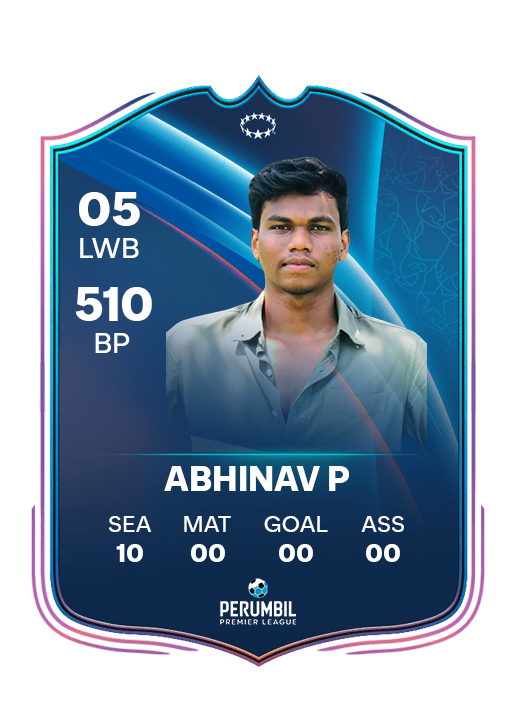 05
LWB
510
BP
ABHINAV P
SEA MAT GOAL ASS
10 00 00 00
PERUMBIL
PREMIER LEAGUE